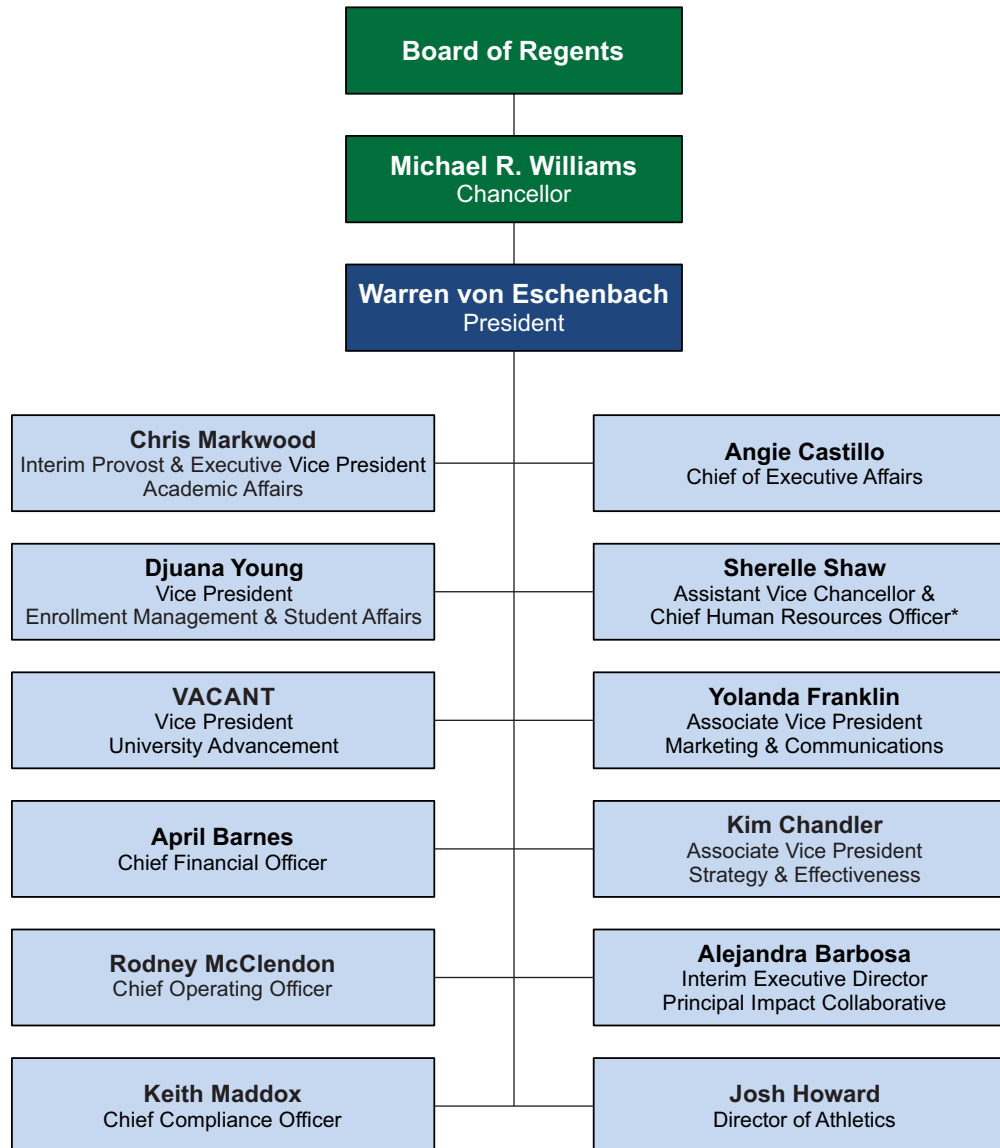 Board of Regents
Michael R. Williams
Chancellor
Warren von Eschenbach
President
Chris Markwood
Interim Provost & Executive Vice President
Academic Affairs
Angie Castillo
Chief of Executive Affairs
Djuana Young
Vice President
Enrollment Management & Student Affairs
Sherelle Shaw
Assistant Vice Chancellor &
Chief Human Resources Officer*
VACANT
Vice President
University Advancement
Yolanda Franklin
Associate Vice President
Marketing & Communications
April Barnes
Chief Financial Officer
Kim Chandler
Associate Vice President
Strategy & Effectiveness
Rodney McClendon
Chief Operating Officer
Alejandra Barbosa
Interim Executive Director
Principal Impact Collaborative
Keith Maddox
Chief Compliance Officer
Josh Howard
Director of Athletics